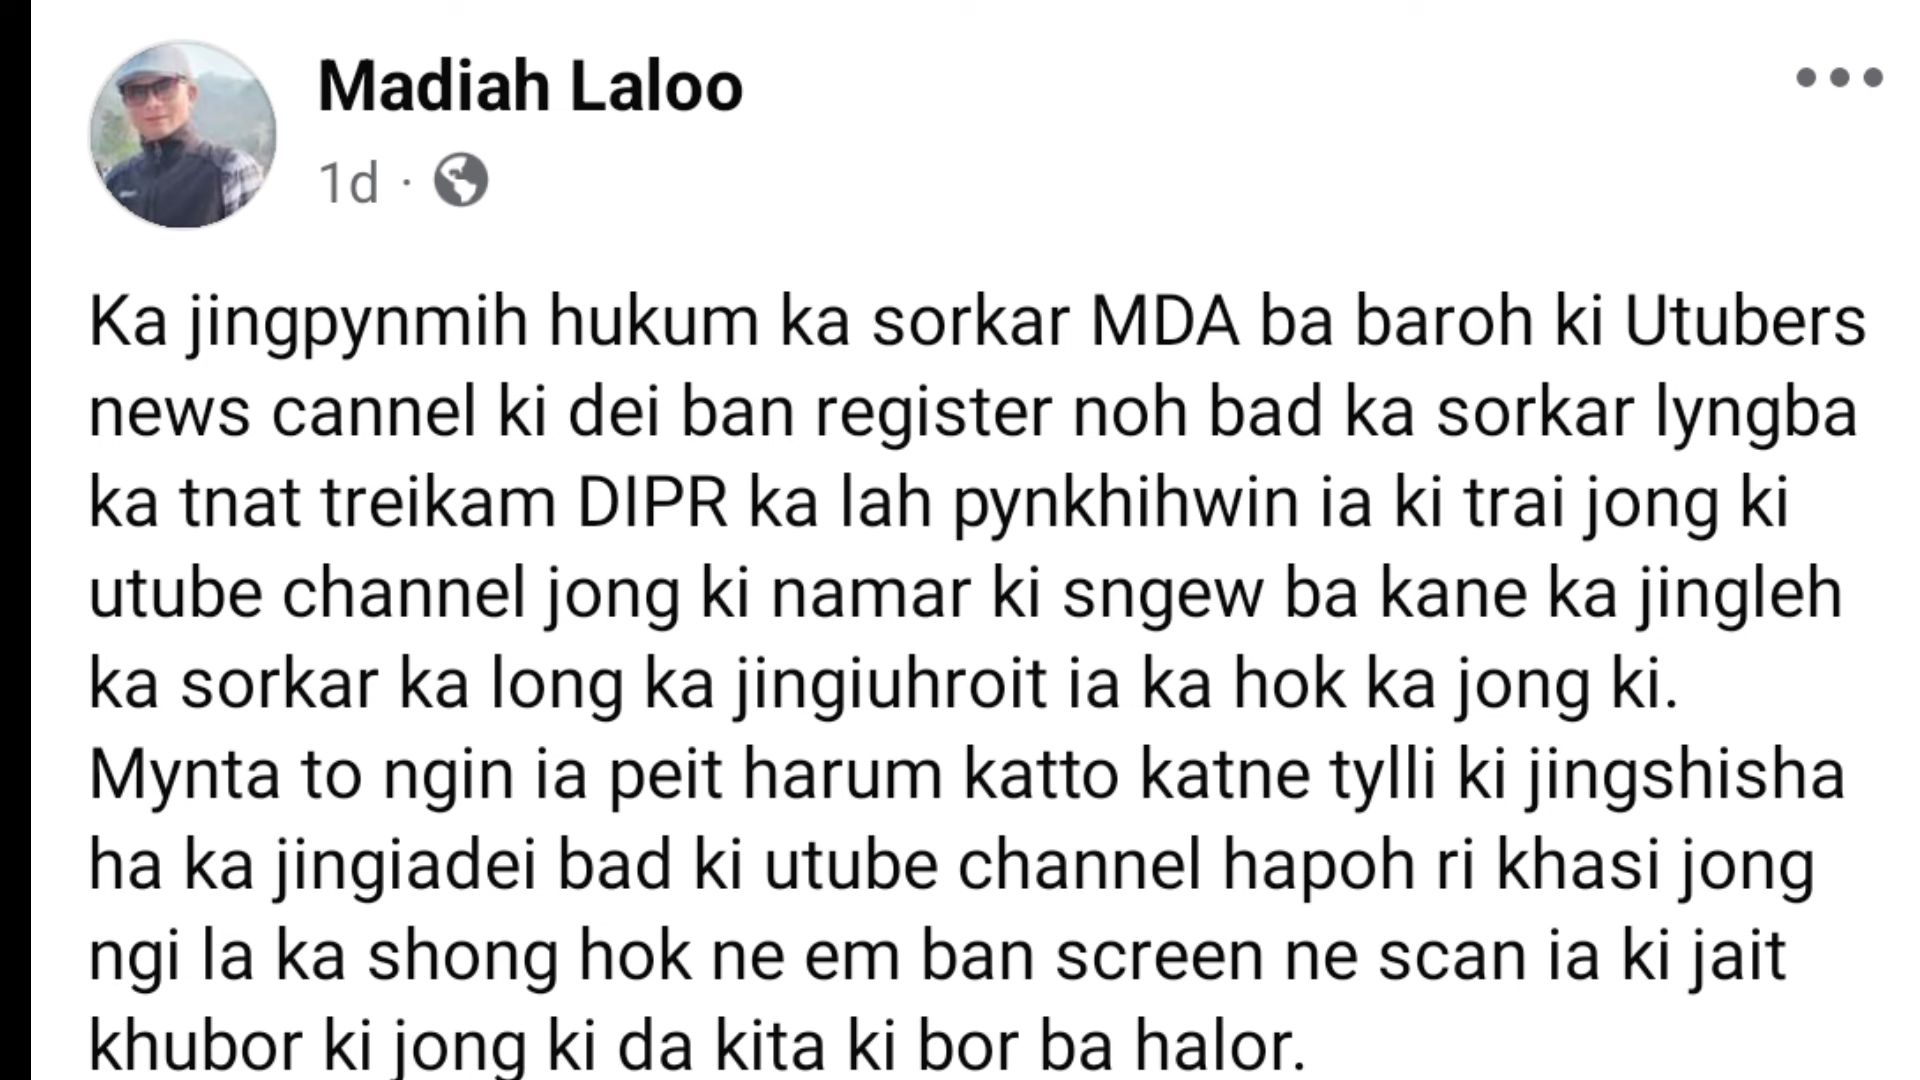 Madiah Laloo
1d ·
Ka jingpynmih hukum ka sorkar MDA ba baroh ki Utubers
news cannel ki dei ban register noh bad ka sorkar lyngba
ka tnat treikam DIPR ka lah pynkhihwin ia ki trai jong ki
utube channel jong ki namar ki sngew ba kane ka jingleh
ka sorkar ka long ka jingiuhroit ia ka hok ka jong ki.
Mynta to ngin ia peit harum katto katne tylli ki jingshisha
ha ka jingiadei bad ki utube channel hapoh ri khasi jong
ngi la ka shong hok ne em ban screen ne scan ia ki jait
khubor ki jong ki da kita ki bor ba halor.